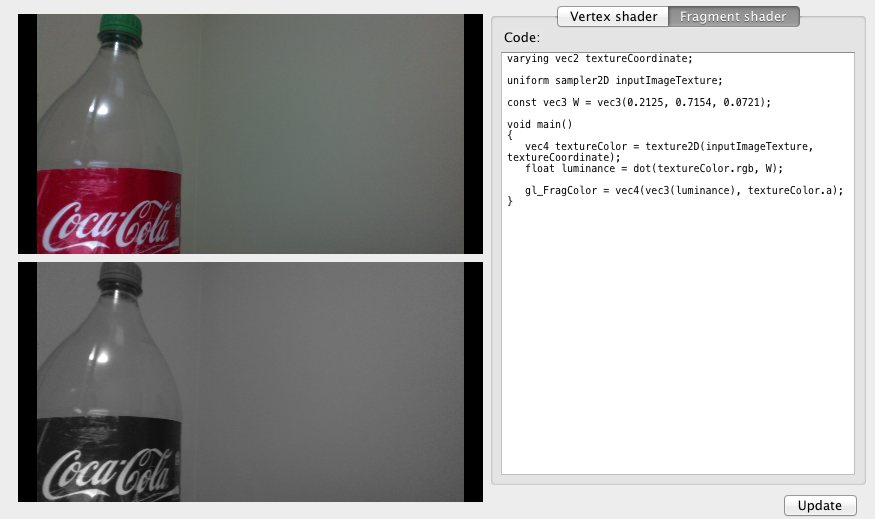 Coca-Cola
Coca-Cola
Vertex shader
Fragment shader
Code:
varying vec2 textureCoordinate;
uniform sampler2D inputImageTexture;
const vec3 W = vec3(0.2125, 0.7154, 0.0721);
void main()
{
vec4 textureColor = texture2D(inputImageTexture,
textureCoordinate);
float luminance = dot(textureColor.rgb, W);
gl_FragColor = vec4(vec3(luminance), textureColor.a);
}
Update